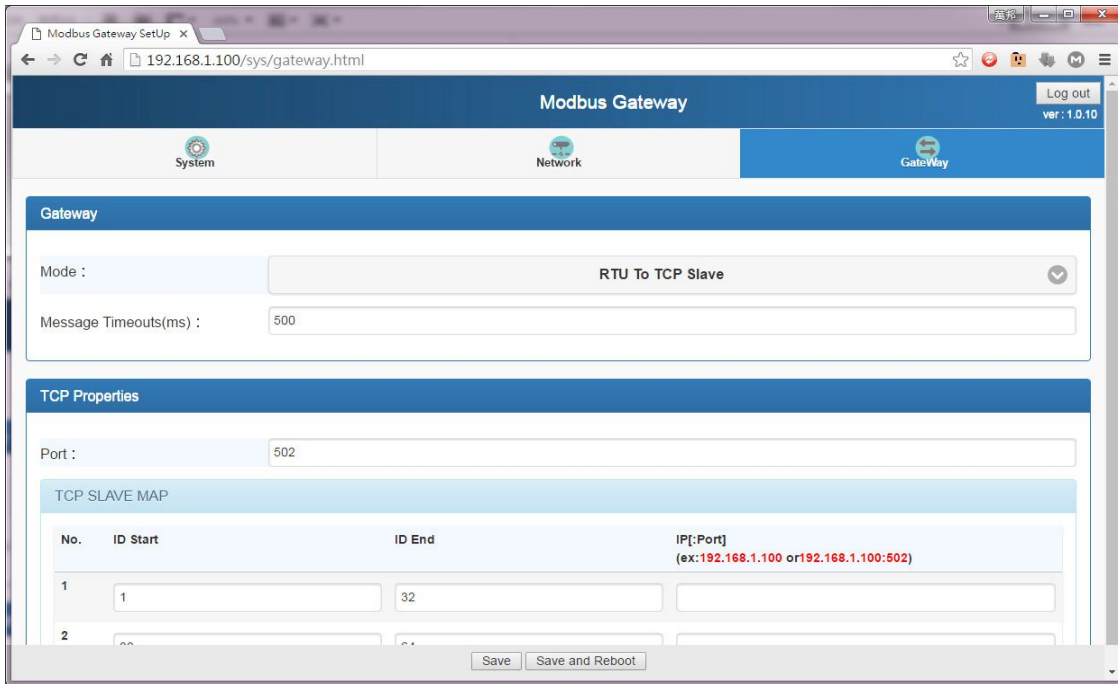 Modbus Gateway SetUp
192.168.1.100/sys/gateway.html
Modbus Gateway
Log out
ver : 1.0.10
System
Network
GateWay
Gateway
Mode :
RTU To TCP Slave
Message Timeouts(ms) :
500
TCP Properties
Port :
502
TCP SLAVE MAP
No. ID Start ID End IP[:Port]
(ex:192.168.1.100 or192.168.1.100:502)
1 1 32
2
Save Save and Reboot